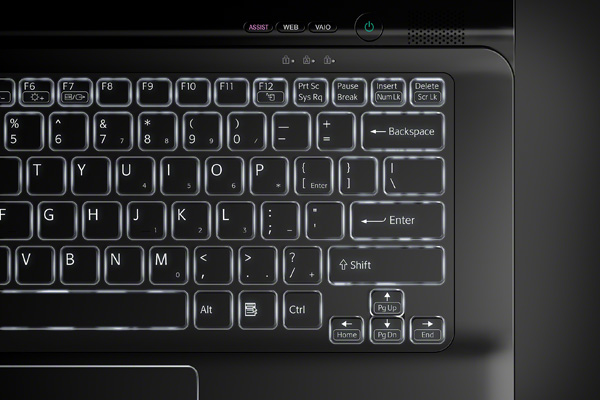 ASSIST WEB VAIO
F6 F7 F8 F9 F10 F11 F12 Prt Sc Pause Insert Delete
Sys Rq Break Num Lk Scr Lk
% ^ & * ( ) — +
5 6 7 7 8 8 9 9 0 / - = ← Backspace
T Y U 4 I 5 O 6 P * { [ Enter } ] | \
F G H J 1 K 2 L 3 : ; - " ' Enter
V B N M 0 < , > . . ? / + ⇧ Shift
Alt Ctrl ↑
Pg Up
← ↓ →
Home Pg Dn End